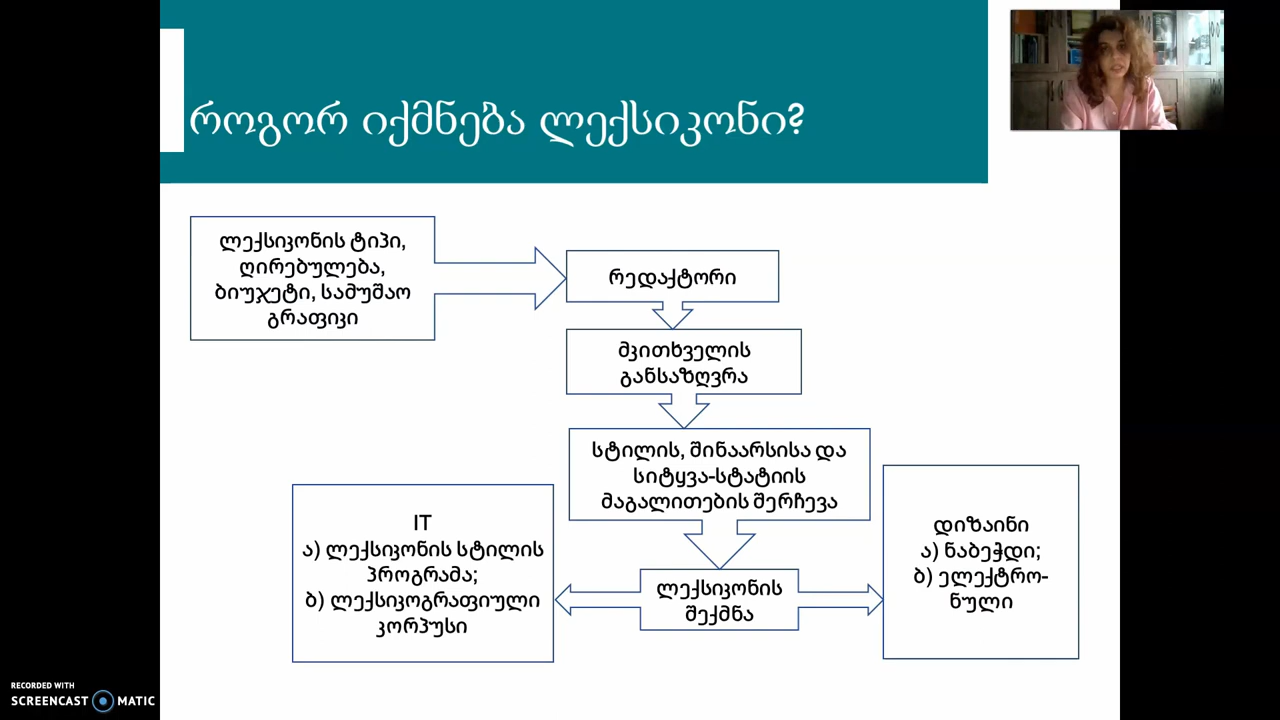 როგორ იქმნება ლექსიკონი?
ლექსიკონის ტიპი,
ღირებულება,
ბიუჯეტი, სამუშაო
გრაფიკი
რედაქტორი
მკითხველის
განსაზღვრა
სტილის, შინაარსისა და
სიტყვა-სტატიის
მაგალითების შერჩევა
IT
ა) ლექსიკონის სტილის
პროგრამა;
ბ) ლექსიკოგრაფიული
კორპუსი
ლექსიკონის
შექმნა
დიზაინი
ა) ნაბეჭდი;
ბ) ელექტრო-
ნული
RECORDED WITH
SCREENCAST MATIC